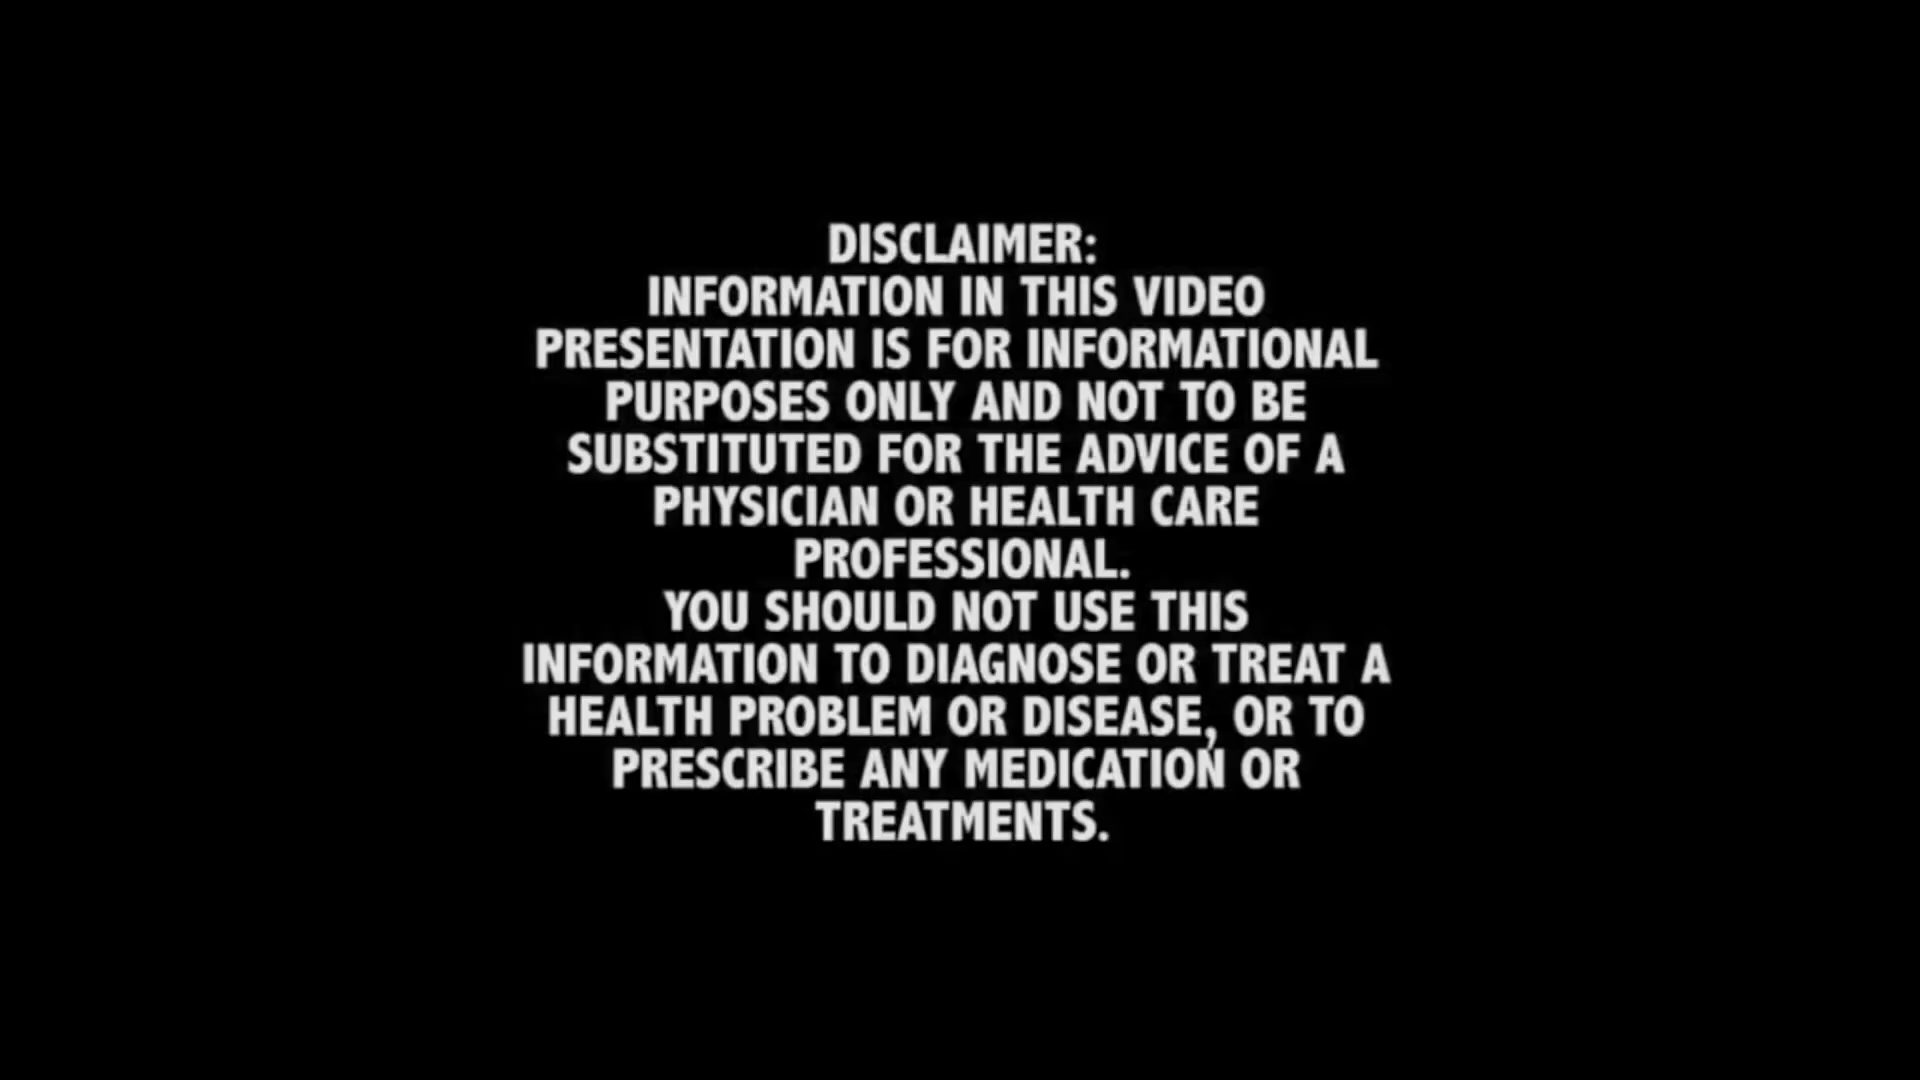 DISCLAIMER:
INFORMATION IN THIS VIDEO
PRESENTATION IS FOR INFORMATIONAL
PURPOSES ONLY AND NOT TO BE
SUBSTITUTED FOR THE ADVICE OF A
PHYSICIAN OR HEALTH CARE
PROFESSIONAL.
YOU SHOULD NOT USE THIS
INFORMATION TO DIAGNOSE OR TREAT A
HEALTH PROBLEM OR DISEASE, OR TO
PRESCRIBE ANY MEDICATION OR
TREATMENTS.